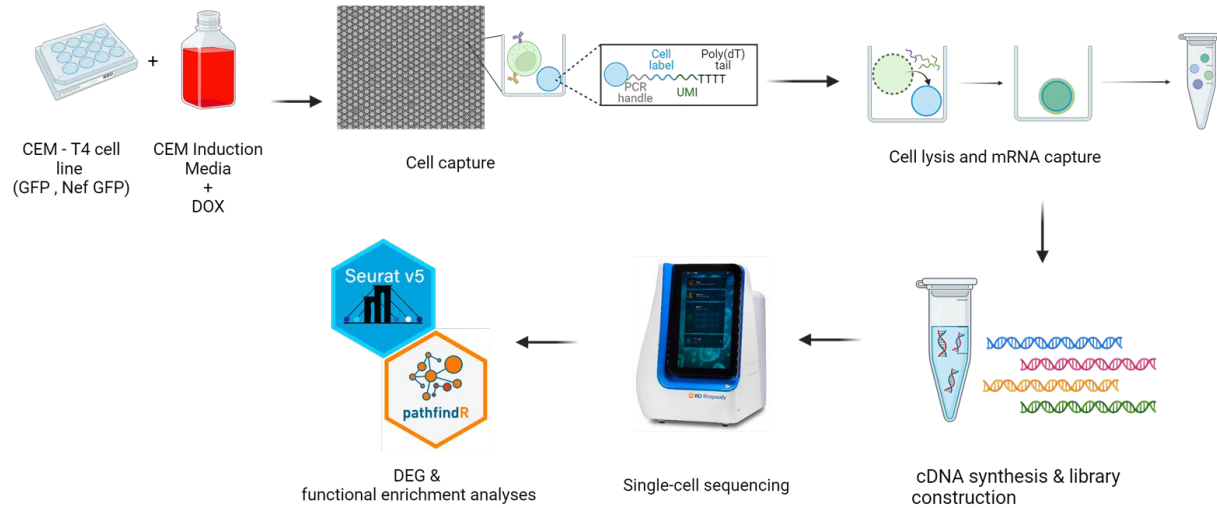 +
CEM - T4 cell
line
(GFP , Nef GFP)
CEM Induction
Media
+
DOX
Cell capture
Cell
label
Poly(dT)
tail
TTTT
PCR
handle
UMI
Cell lysis and mRNA capture
cDNA synthesis & library
construction
BD Rhapsody
Single-cell sequencing
Seurat v5
pathfindR
DEG &
functional enrichment analyses